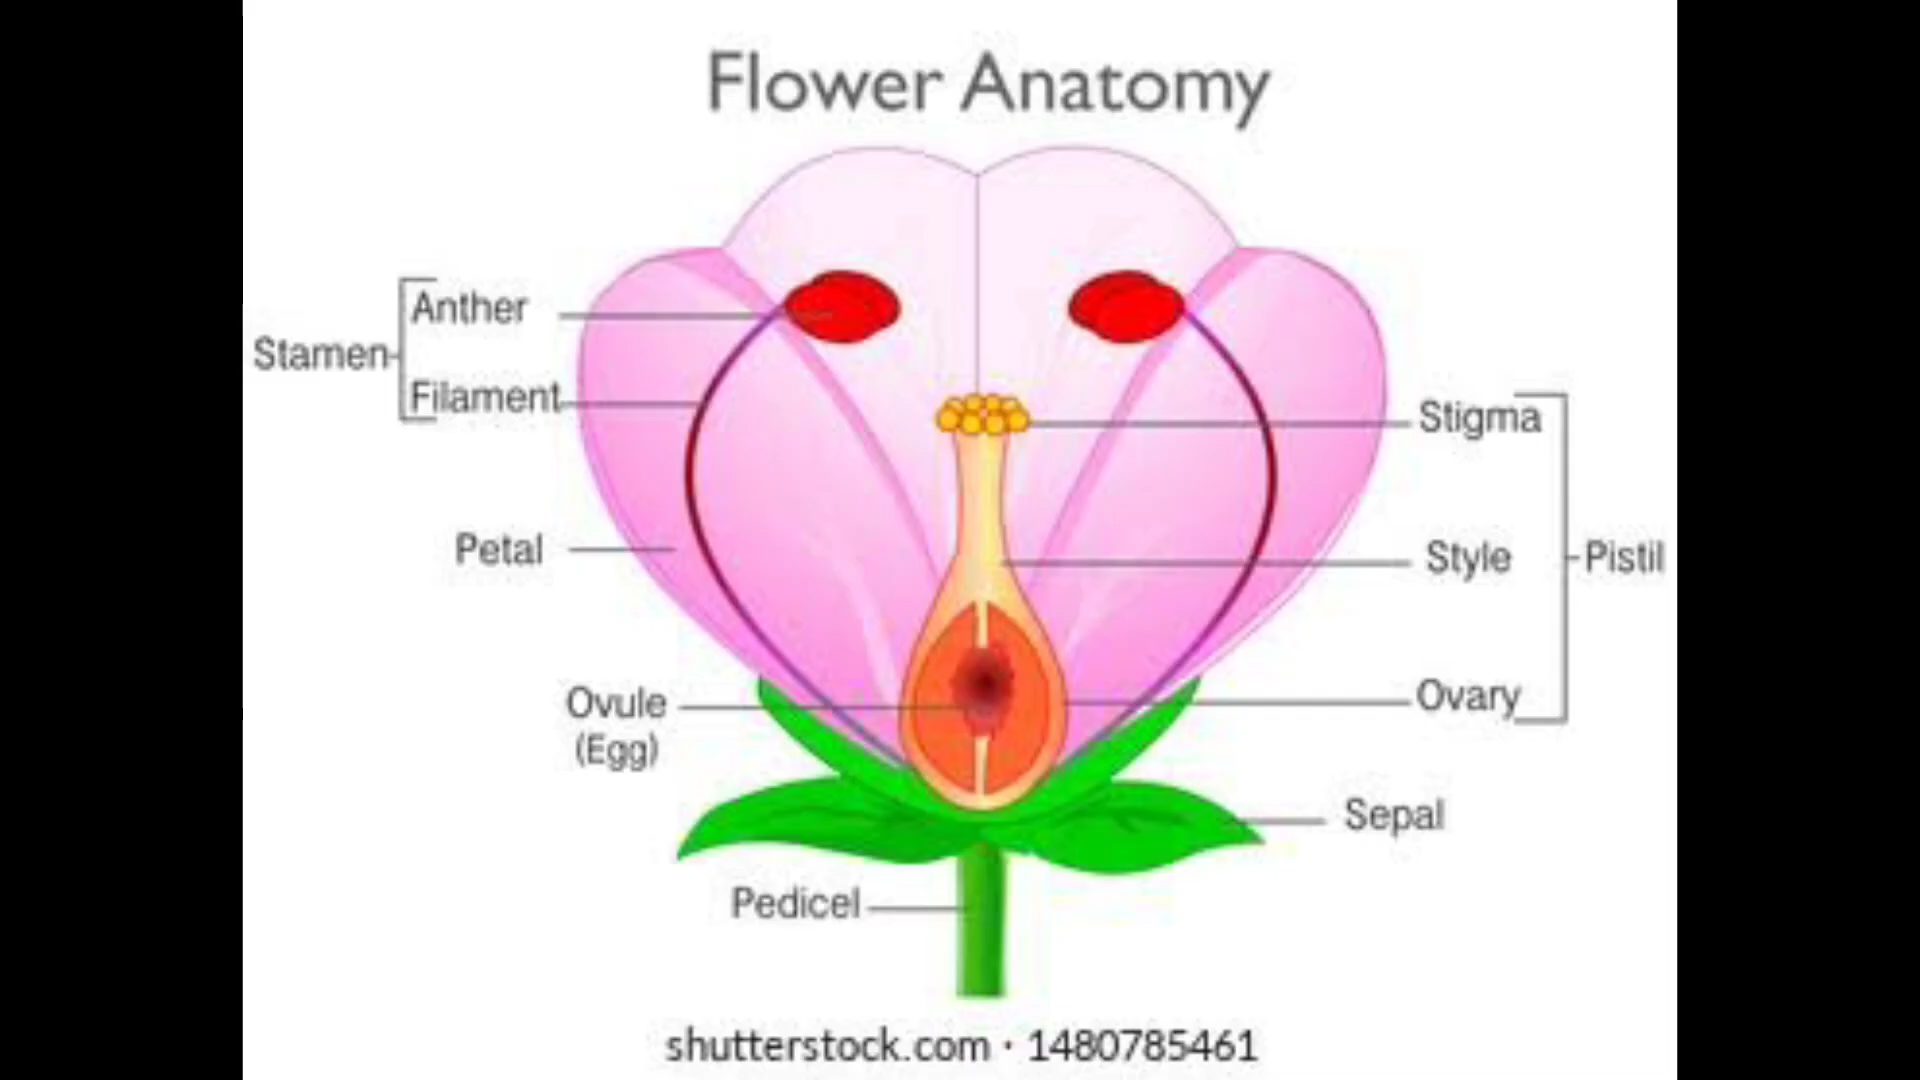 Flower Anatomy
Anther
Stamen
Filament
Stigma
Petal
Style
Pistil
Ovule
(Egg)
Ovary
Sepal
Pedicel
shutterstock.com · 1480785461